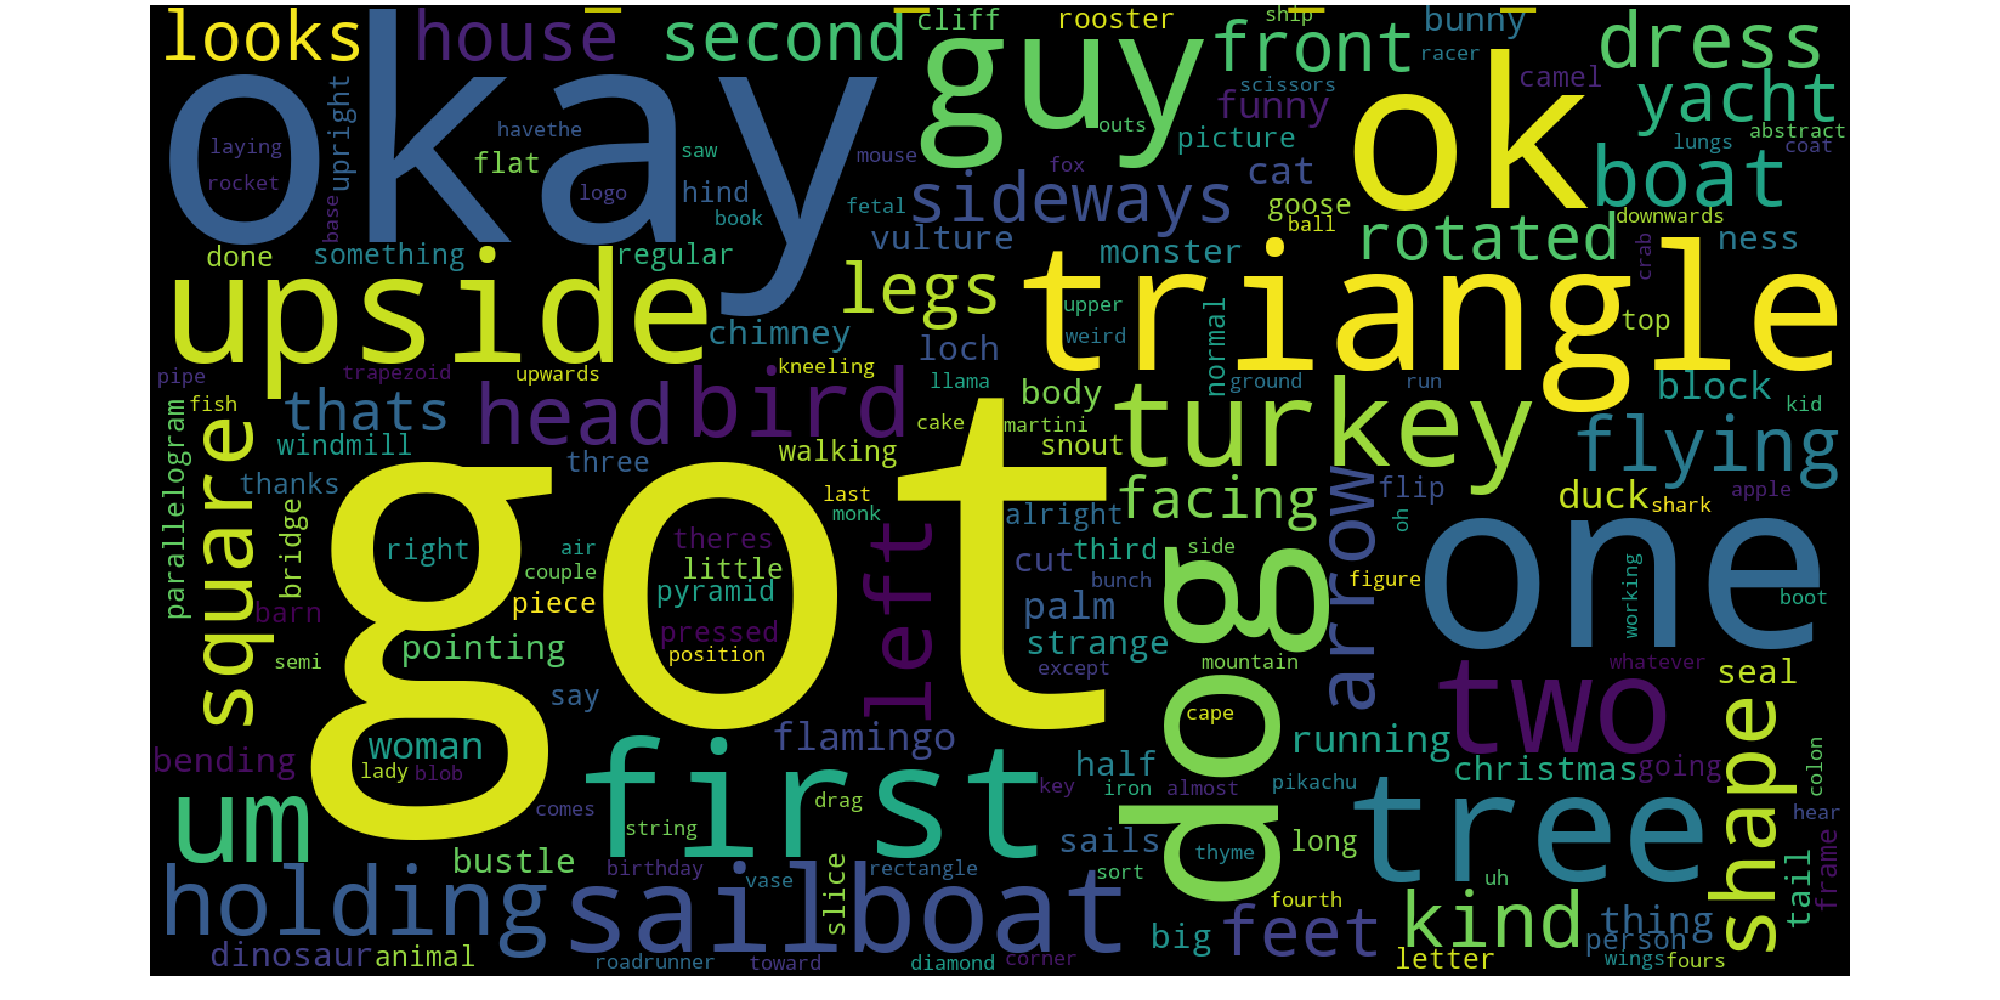 looks house second cliff rooster ship bunny dress
okay guy front racer
scissors camel yacht
upright havethe flat saw mouse outs funny ok abstract
laying picture lungs coat
rocket logo hind fox cat boat
base book fetal sideways goose downwards
done something regular vulture monster ball rotated crab ness
upside legs triangle
chimney loch upper weird normal top
pipe trapezoid upwards kneeling llama body ground run block
fish thats head bird cake martini turkey kid
parallelogram windmill three walking snout flying
square thanks got last facing arrow flip duck shark apple
bridge right air theres monk alright oh one
couple little left cut third side
barn piece pyramid palm bunch dog figure working boot
pointing pressed strange
semi position except mountain two whatever seal
say cape shape
bending woman flamingo running
lady blob first half christmas going colon
um comes drag key iron almost pikachu tree hear
string sails long
bustle birthday slice rectangle thyme frame
holding vase sort uh tail
sailboat feet fourth kind thing
dinosaur animal big person
roadrunner toward diamond corner letter wings fours